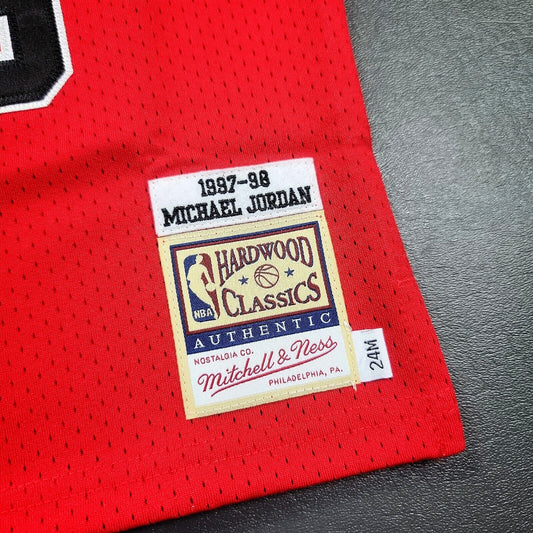 1997-98
MICHAEL JORDAN
HARDWOOD
CLASSICS
NBA
AUTHENTIC
NOSTALGIA CO.
Mitchell & Ness
PHILADELPHIA, PA.
24M